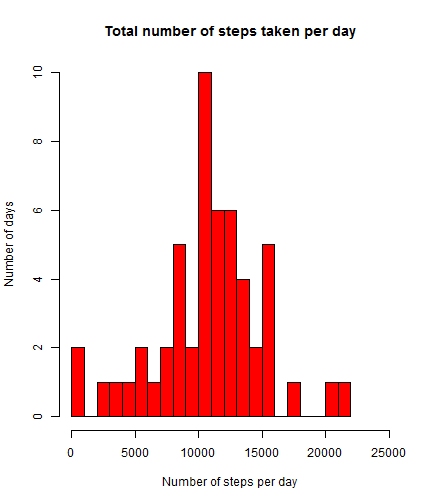 Total number of steps taken per day
10
8
6
4
2
0
Number of days
0 5000 10000 15000 20000 25000
Number of steps per day